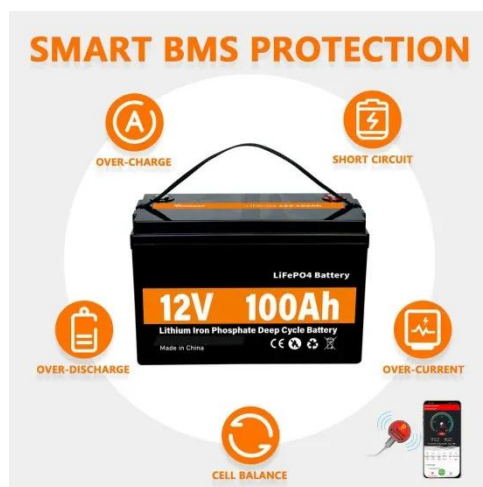 SMART BMS PROTECTION
OVER-CHARGE
SHORT CIRCUIT
LiFePO4 Battery
12V 100Ah
Lithium Iron Phosphate Deep Cycle Battery
Made in China
OVER-DISCHARGE
OVER-CURRENT
CELL BALANCE